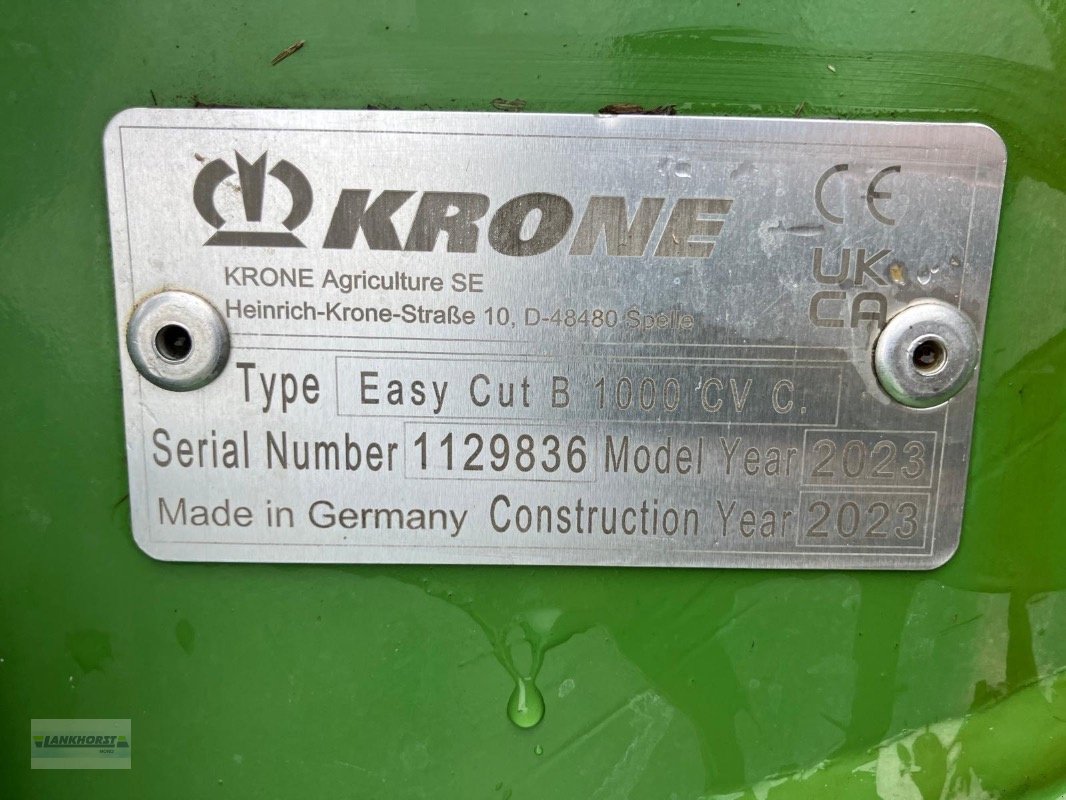 KRONE
CE
KRONE Agriculture SE
UK
CA
Heinrich-Krone-Straße 10, D-48480 Spelle
Type Easy Cut B 1000 CV C.
Serial Number 1129836 Model Year 2023
Made in Germany Construction Year 2023
LANKHORST